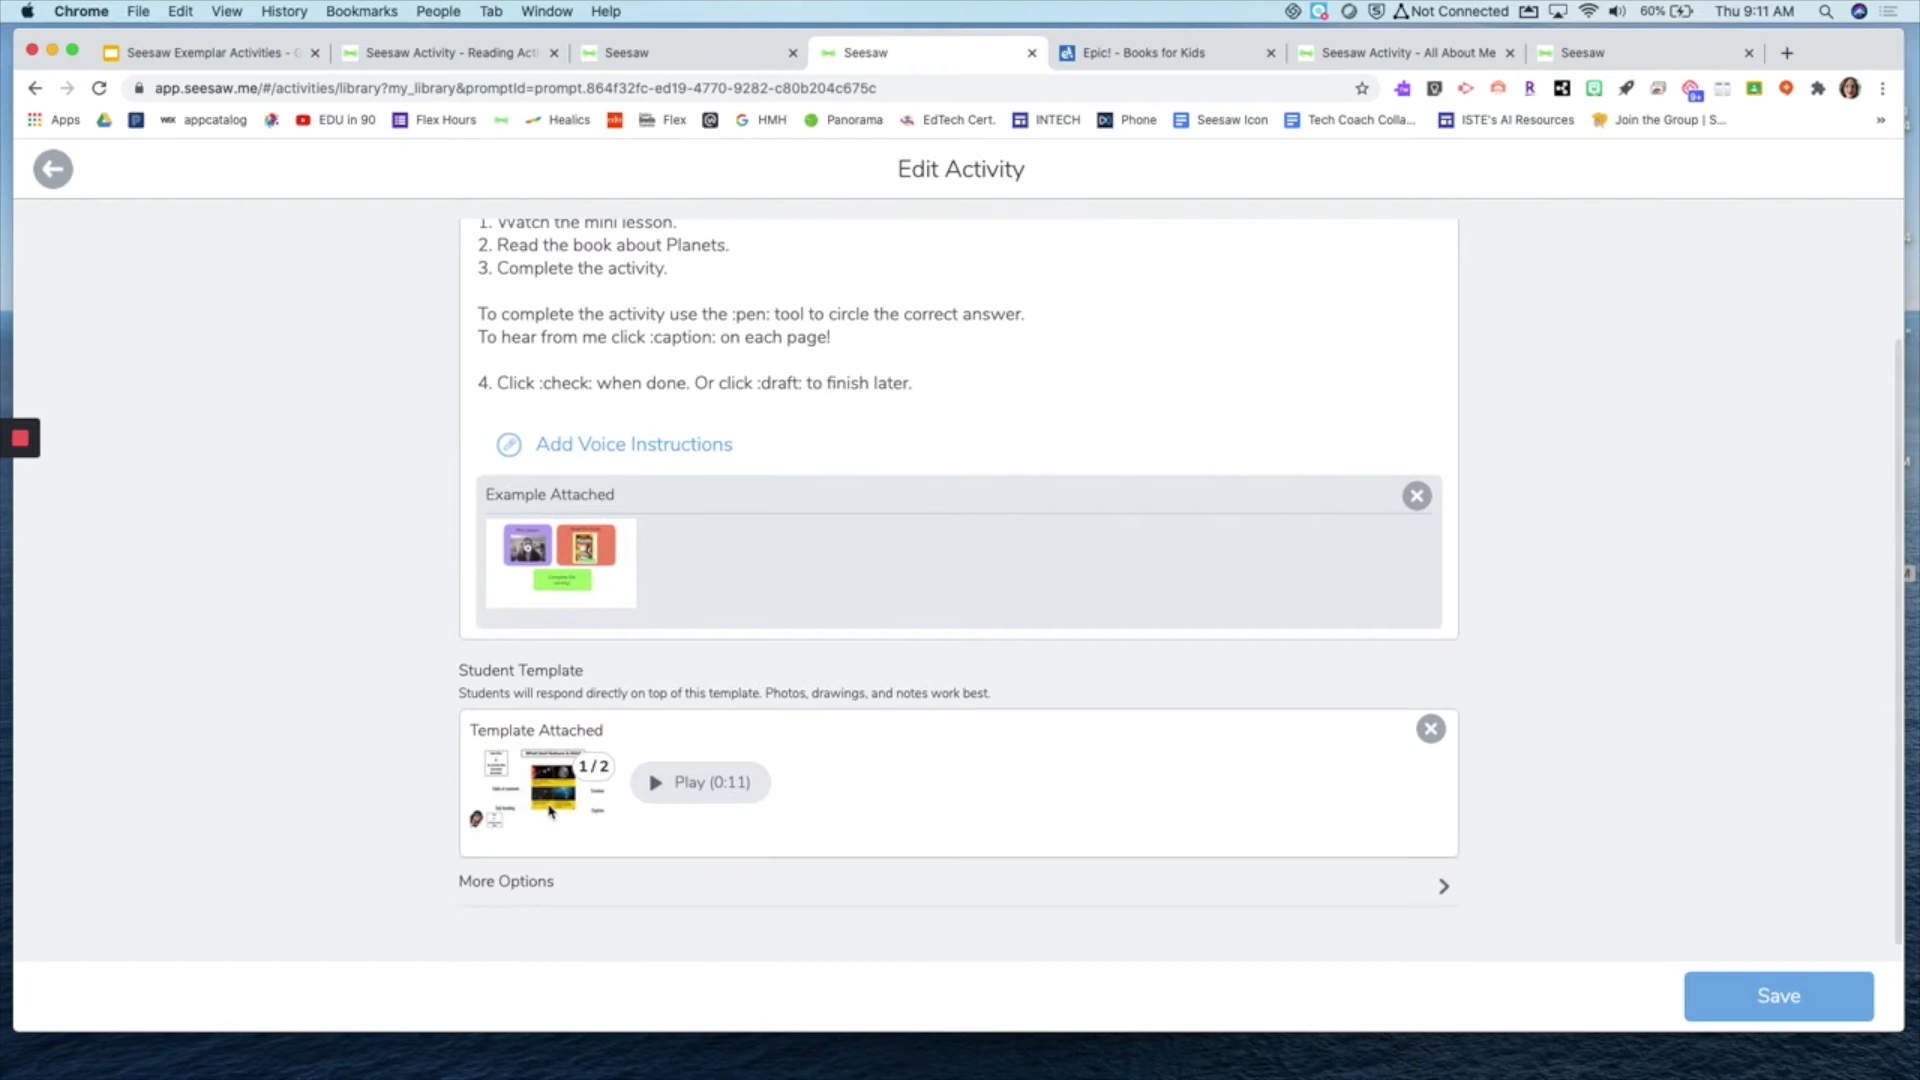 Chrome File Edit View History Bookmarks People Tab Window Help
Not Connected 60% Thu 9:11 AM
Seesaw Exemplar Activities - G
Seesaw Activity - Reading Acti
Seesaw
Seesaw
Epic! - Books for Kids
Seesaw Activity - All About Me
Seesaw
app.seesaw.me/#/activities/library?my_library&promptId=prompt.864f32fc-ed19-4770-9282-c80b204c675c
Apps WIX appcatalog EDU in 90 Flex Hours Healics Flex HMH Panorama EdTech Cert. INTECH Phone Seesaw Icon Tech Coach Colla... ISTE's AI Resources Join the Group | S... »
Edit Activity
1. Watch the mini lesson.
2. Read the book about Planets.
3. Complete the activity.
To complete the activity use the :pen: tool to circle the correct answer.
To hear from me click :caption: on each page!
4. Click :check: when done. Or click :draft: to finish later.
Add Voice Instructions
Example Attached
Student Template
Students will respond directly on top of this template. Photos, drawings, and notes work best.
Template Attached
1 / 2
Play (0:11)
More Options
Save